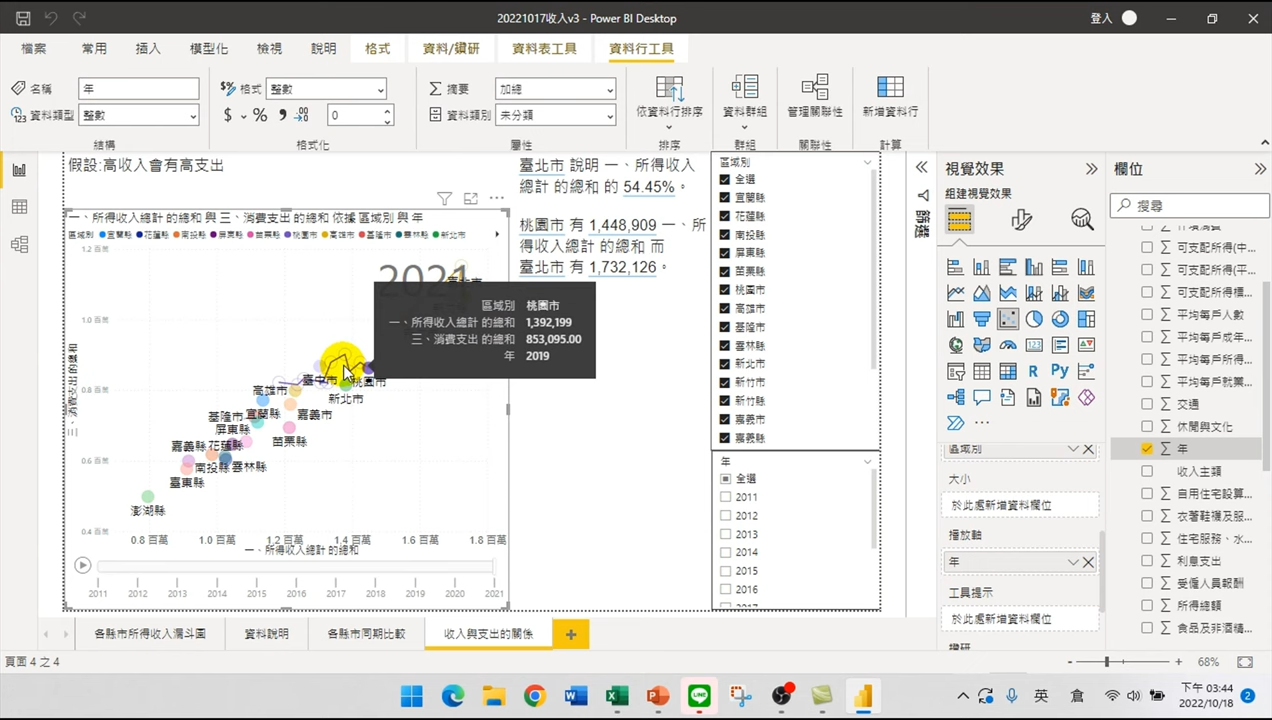 20221017收入v3 - Power BI Desktop
登入
檔案 常用 插入 模型化 檢視 說明 格式 資料/鑽研 資料表工具 資料行工具
名稱 年
格式 整數
Σ 摘要 加總
資料類型 整數
$ % 0
資料類別 未分類
依資料行排序
資料群組
管理關聯性
新增資料行
結構 格式化 屬性 排序 群組 關聯性 計算
假設:高收入會有高支出
一、所得收入總計 的總和 與 三、消費支出 的總和 依據 區域別 與 年
區域別 宜蘭縣 花蓮縣 南投縣 屏東縣 苗栗縣 桃園市 高雄市 基隆市 雲林縣 新北市
1.2 百萬
2021
1.0 百萬
0.8 百萬
0.6 百萬
0.4 百萬
三、消費支出 的總和
區域別 桃園市
一、所得收入總計 的總和 1,392,199
三、消費支出 的總和 853,095.00
年 2019
臺中市
桃園市
高雄市
新北市
基隆市
宜蘭縣
嘉義市
屏東縣
苗栗縣
嘉義縣
花蓮縣
南投縣
雲林縣
臺東縣
澎湖縣
0.8 百萬 1.0 百萬 1.2 百萬 1.4 百萬 1.6 百萬 1.8 百萬
一、所得收入總計 的總和
2011 2012 2013 2014 2015 2016 2017 2018 2019 2020 2021
臺北市 說明 一、所得收入
總計 的總和 的 54.45%。
桃園市 有 1,448,909 一、所
得收入總計 的總和 而
臺北市 有 1,732,126。
區域別
全選
宜蘭縣
花蓮縣
南投縣
屏東縣
苗栗縣
桃園市
高雄市
基隆市
雲林縣
新北市
新竹市
新竹縣
嘉義市
嘉義縣
年
全選
2011
2012
2013
2014
2015
2016
2017
篩選
視覺效果
組建視覺效果
R Py
區域別
大小
於此處新增資料欄位
播放軸
年
工具提示
於此處新增資料欄位
鑽研
欄位
搜尋
可支配所得(中...
可支配所得(平...
可支配所得標...
平均每戶人數
平均每戶成年...
平均每戶所得...
平均每戶就業...
交通
休閒與文化
年
收入主類
自用住宅設算...
衣著鞋襪及服...
住宅服務、水...
利息支出
受僱人員報酬
所得總額
食品及非酒精...
各縣市所得收入漏斗圖 資料說明 各縣市同期比較 收入與支出的關係 +
頁面 4 之 4
- + 68%
英
倉
下午 03:44
2022/10/18
2